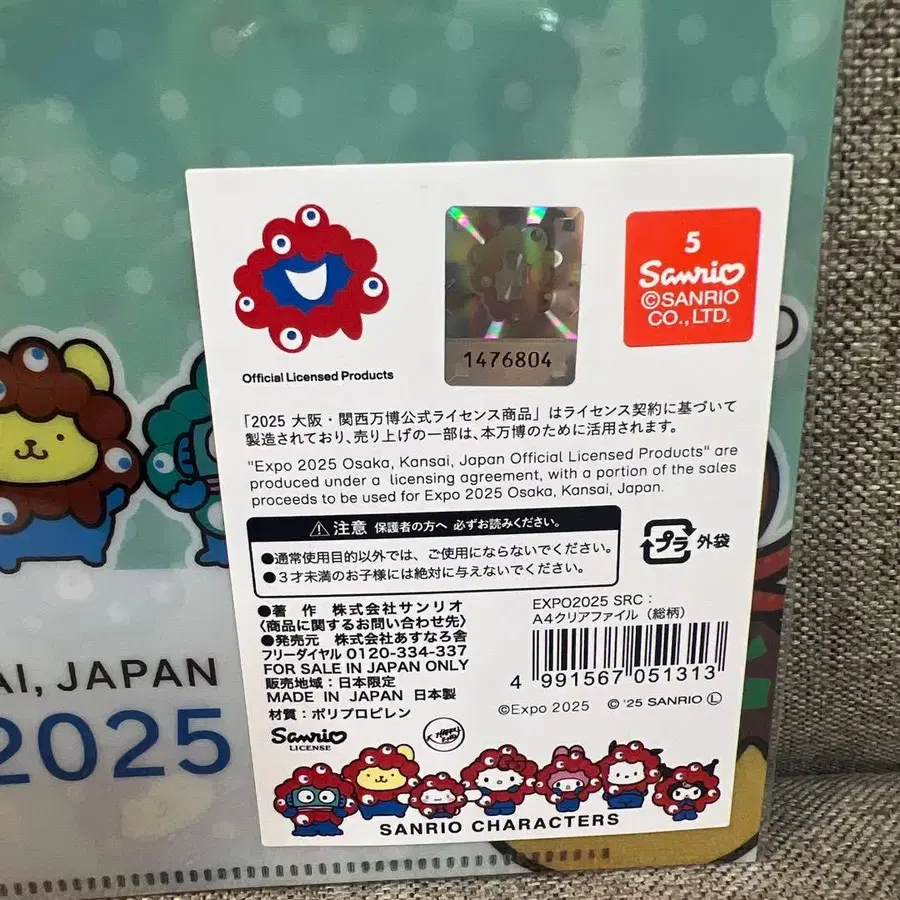 Official Licensed Products
1476804
5
Sanrio
©SANRIO
CO.,LTD.
「2025 大阪・関西万博公式ライセンス商品」はライセンス契約に基づいて
製造されており、売り上げの一部は、本万博のために活用されます。
"Expo 2025 Osaka, Kansai, Japan Official Licensed Products" are
produced under a licensing agreement, with a portion of the sales
proceeds to be used for Expo 2025 Osaka, Kansai, Japan.
注意 保護者の方へ 必ずお読みください。
●通常使用目的以外では、ご使用にならないでください。
●3才未満のお子様には絶対に与えないでください。
プラ 外袋
●著 作 株式会社サンリオ
〈商品に関するお問い合わせ先〉
●発売元 株式会社あすなろ舎
フリーダイヤル 0120-334-337
FOR SALE IN JAPAN ONLY
販売地域：日本限定
MADE IN JAPAN 日本製
材質：ポリプロピレン
EXPO2025 SRC：
A4クリアファイル（総柄）
4 991567 051313
©Expo 2025 © '25 SANRIO Ⓛ
Sanrio
LICENSE
SANRIO CHARACTERS
AI, JAPAN
2025